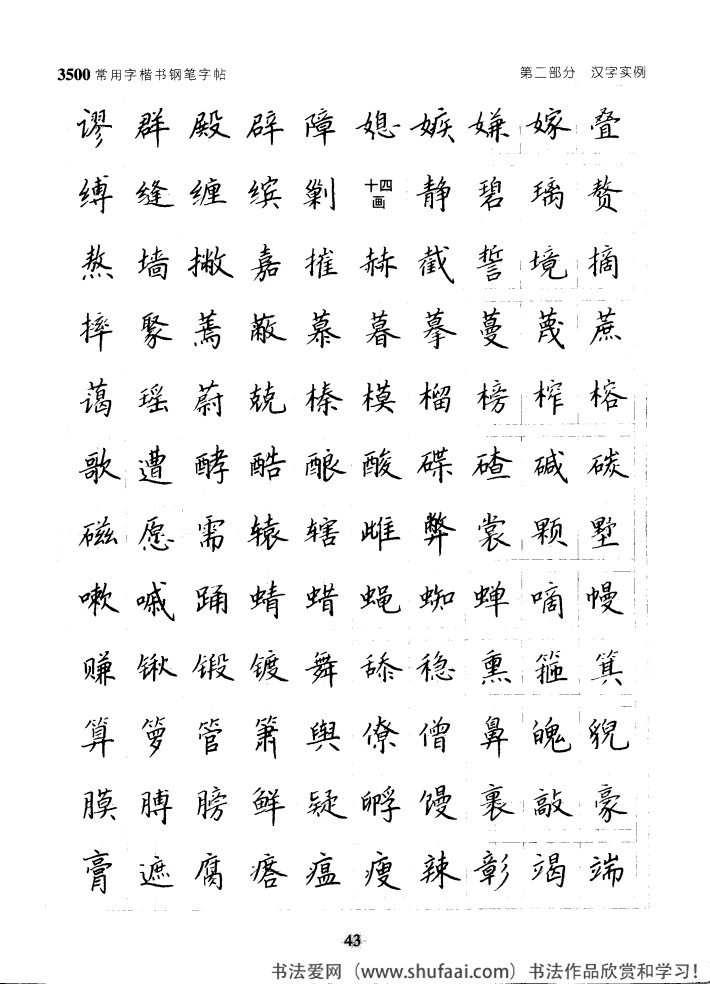 3500常用字楷书钢笔字帖 第二部分 汉字实例
谬 群 殿 辟 障 媳 嫉 嫌 嫁 叠
缚 缝 缠 缤 剿 十四画 静 碧 璃 赘
熬 墙 撇 嘉 摧 赫 截 誓 境 摘
摔 聚 蔫 蔽 慕 暮 摹 蔓 蔑 蔗
蔼 瑶 蔚 兢 榛 模 榴 榜 榨 榕
歌 遭 酵 酷 酿 酸 碟 碴 碱 碳
磁 愿 需 辕 辖 雌 弊 裳 颗 墅
嗽 嘁 踊 蜻 蜡 蝇 蜘 蝉 嘀 幔
赚 锹 锻 镀 舞 舔 稳 熏 箍 箕
算 箩 管 箫 舆 僚 僧 鼻 魄 貌
膜 膊 膀 鲜 疑 孵 馒 裹 敲 豪
膏 遮 腐 瘩 瘟 瘦 辣 彰 竭 端
43
书法爱网（www.shufaai.com）书法作品欣赏和学习！